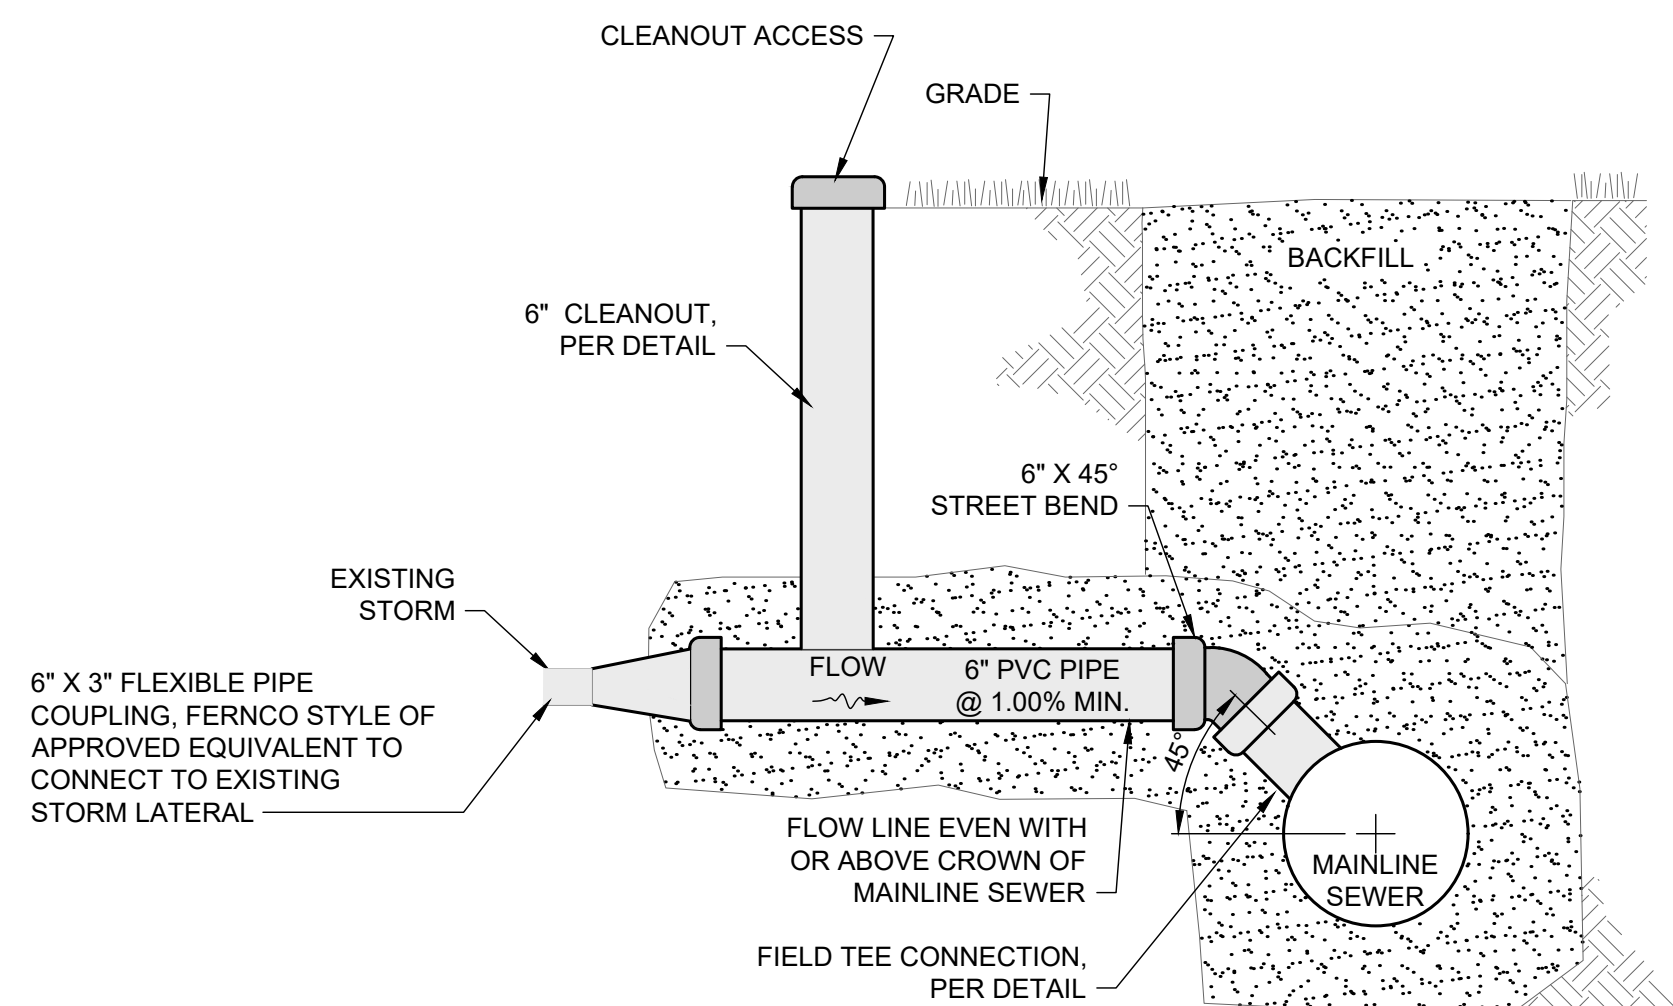 CLEANOUT ACCESS
GRADE
BACKFILL
6" CLEANOUT,
PER DETAIL
6" X 45°
STREET BEND
EXISTING
STORM
6" X 3" FLEXIBLE PIPE
COUPLING, FERNCO STYLE OF
APPROVED EQUIVALENT TO
CONNECT TO EXISTING
STORM LATERAL
FLOW
6" PVC PIPE
@ 1.00% MIN.
45°
FLOW LINE EVEN WITH
OR ABOVE CROWN OF
MAINLINE SEWER
MAINLINE
SEWER
FIELD TEE CONNECTION,
PER DETAIL